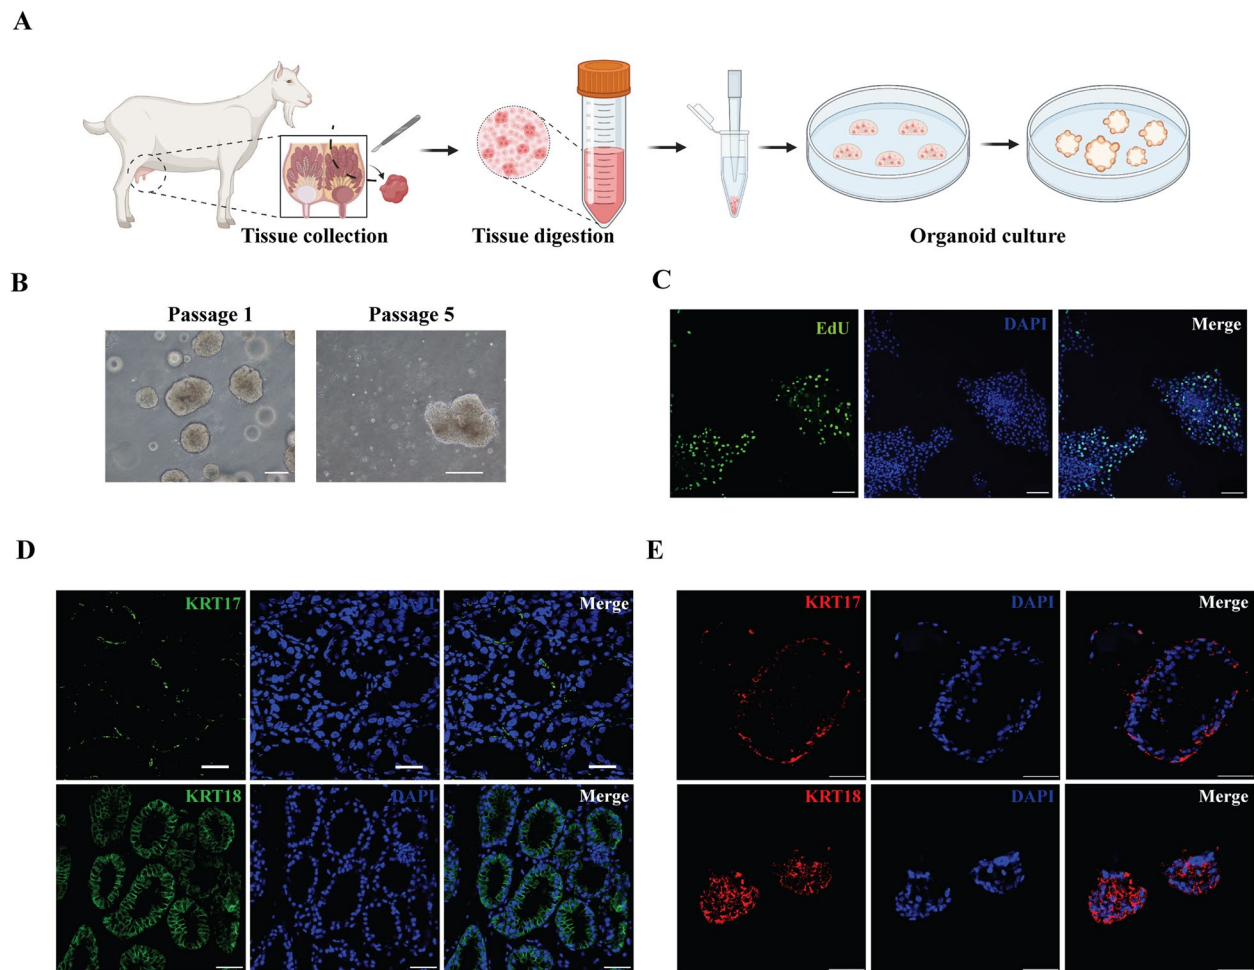 A
Tissue collection
Tissue digestion
Organoid culture
B
Passage 1
Passage 5
C
EdU
DAPI
Merge
D
KRT17
DAPI
Merge
KRT18
DAPI
Merge
E
KRT17
DAPI
Merge
KRT18
DAPI
Merge